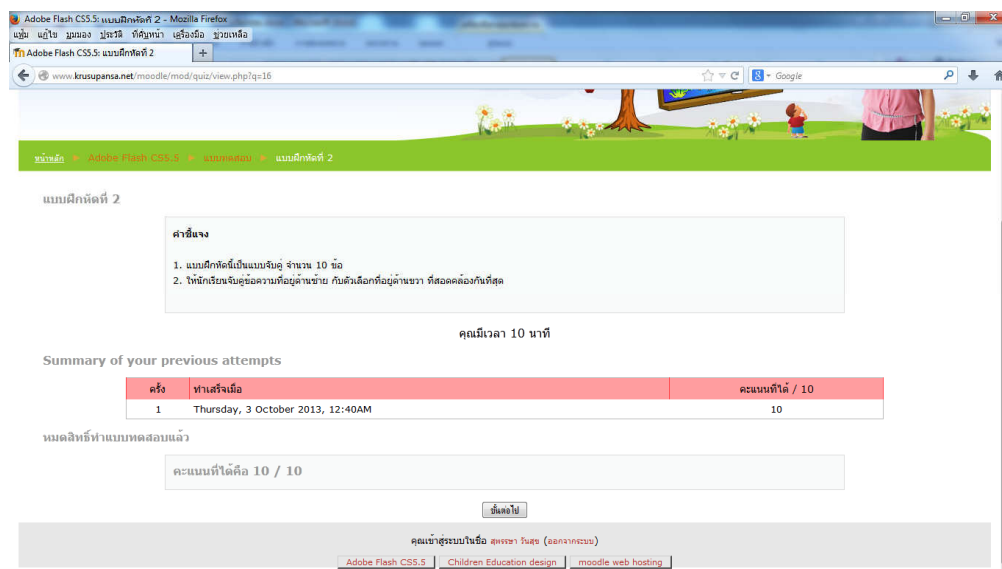 Adobe Flash CS5.5: แบบฝึกหัดที่ 2 - Mozilla Firefox
แฟ้ม แก้ไข มุมมอง ประวัติ ที่คั่นหน้า เครื่องมือ ช่วยเหลือ
Adobe Flash CS5.5: แบบฝึกหัดที่ 2 +
www.krusupansa.net/moodle/mod/quiz/view.php?q=16 Google
หน้าหลัก Adobe Flash CS5.5 แบบทดสอบ แบบฝึกหัดที่ 2
แบบฝึกหัดที่ 2
คำชี้แจง
1. แบบฝึกหัดนี้เป็นแบบจับคู่ จำนวน 10 ข้อ
2. ให้นักเรียนจับคู่ข้อความที่อยู่ด้านซ้าย กับตัวเลือกที่อยู่ด้านขวา ที่สอดคล้องกันที่สุด
คุณมีเวลา 10 นาที
Summary of your previous attempts
ครั้ง ทำเสร็จเมื่อ คะแนนที่ได้ / 10
1 Thursday, 3 October 2013, 12:40AM 10
หมดสิทธิ์ทำแบบทดสอบแล้ว
คะแนนที่ได้คือ 10 / 10
ขั้นต่อไป
คุณเข้าสู่ระบบในชื่อ สุพรรษา วันสุข (ออกจากระบบ)
Adobe Flash CS5.5 Children Education design moodle web hosting